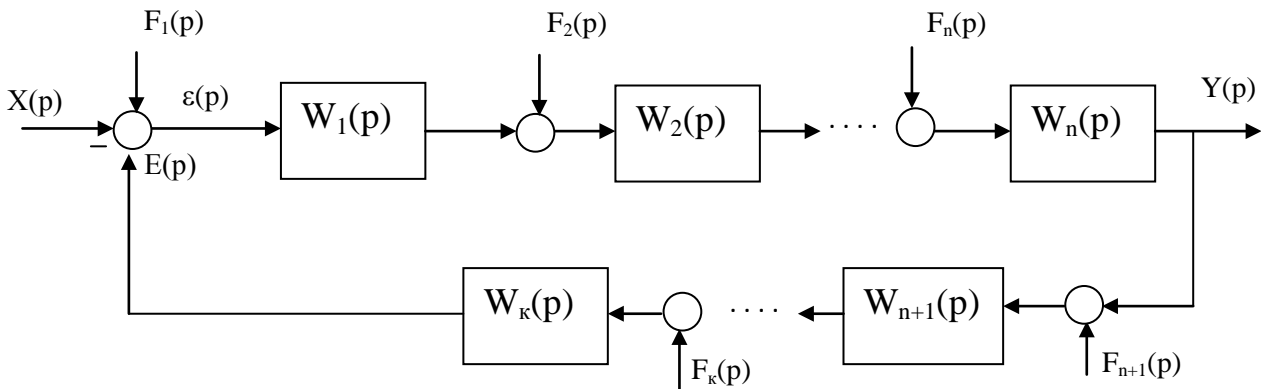 F₁(p)
F₂(p)
Fₙ(p)
X(p)
ε(p)
Y(p)
W₁(p)
W₂(p)
. . . .
Wₙ(p)
–
E(p)
Wₖ(p)
. . . .
Wₙ₊₁(p)
Fₖ(p)
Fₙ₊₁(p)